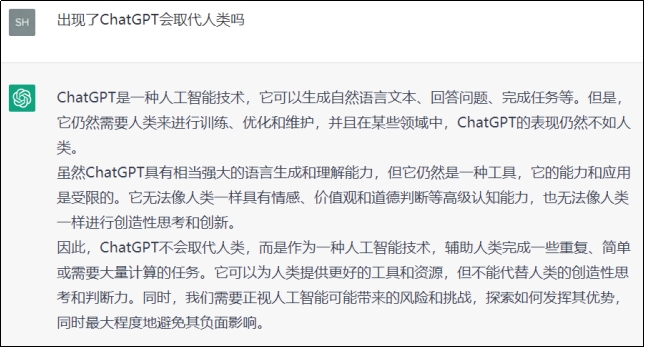 SH
出现了ChatGPT会取代人类吗
ChatGPT是一种人工智能技术，它可以生成自然语言文本、回答问题、完成任务等。但是，
它仍然需要人类来进行训练、优化和维护，并且在某些领域中，ChatGPT的表现仍然不如人
类。
虽然ChatGPT具有相当强大的语言生成和理解能力，但它仍然是一种工具，它的能力和应用
是受限的。它无法像人类一样具有情感、价值观和道德判断等高级认知能力，也无法像人类
一样进行创造性思考和创新。
因此，ChatGPT不会取代人类，而是作为一种人工智能技术，辅助人类完成一些重复、简单
或需要大量计算的任务。它可以为人类提供更好的工具和资源，但不能代替人类的创造性思
考和判断力。同时，我们需要正视人工智能可能带来的风险和挑战，探索如何发挥其优势，
同时最大程度地避免其负面影响。